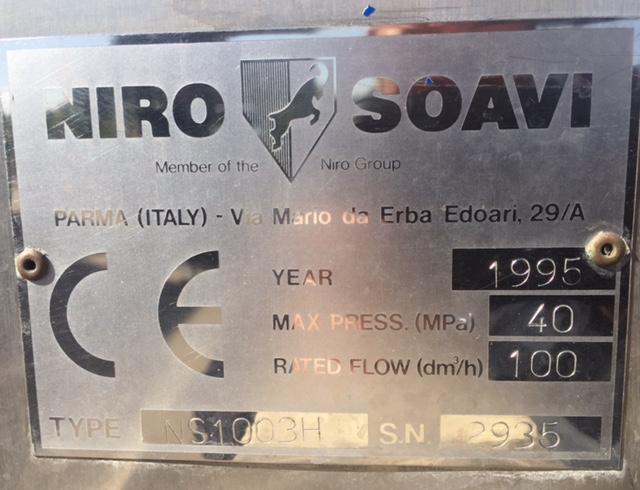 NIRO SOAVI
Member of the Niro Group
PARMA (ITALY) - Via Mario da Erba Edoari, 29/A
CE
YEAR 1995
MAX PRESS. (MPa) 40
RATED FLOW (dm³/h) 100
TYPE NS1003H S.N. 2935